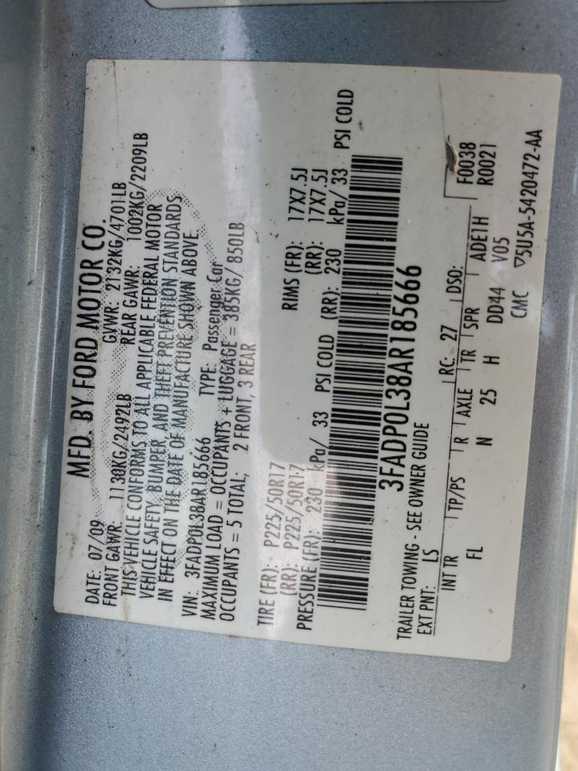 MFD. BY FORD MOTOR CO.
DATE: 07/09 GVWR: 2132KG/4701LB
FRONT GAWR: 1130KG/2492LB REAR GAWR: 1002KG/2209LB
THIS VEHICLE CONFORMS TO ALL APPLICABLE FEDERAL MOTOR
VEHICLE SAFETY, BUMPER, AND THEFT PREVENTION STANDARDS
IN EFFECT ON THE DATE OF MANUFACTURE SHOWN ABOVE.
VIN: 3FADP0L38AR185666 TYPE: Passenger Car
MAXIMUM LOAD = OCCUPANTS + LUGGAGE = 385KG/ 850LB
OCCUPANTS = 5 TOTAL; 2 FRONT, 3 REAR
TIRE (FR): P225/50R17 RIMS (FR): 17X7.5J
(RR): P225/50R17 (RR): 17X7.5J
PRESSURE (FR): 230 kPa/ 33 PSI COLD (RR): 230 kPa/ 33 PSI COLD
3FADP0L38AR185666
TRAILER TOWING - SEE OWNER GUIDE
EXT PNT: LS RC: 27 DSO: F0038
INT TR TP/PS R AXLE TR SPR ADE1H R0021
FL N 25 H DD44 V05
CMC ▽5U5A-5420472-AA